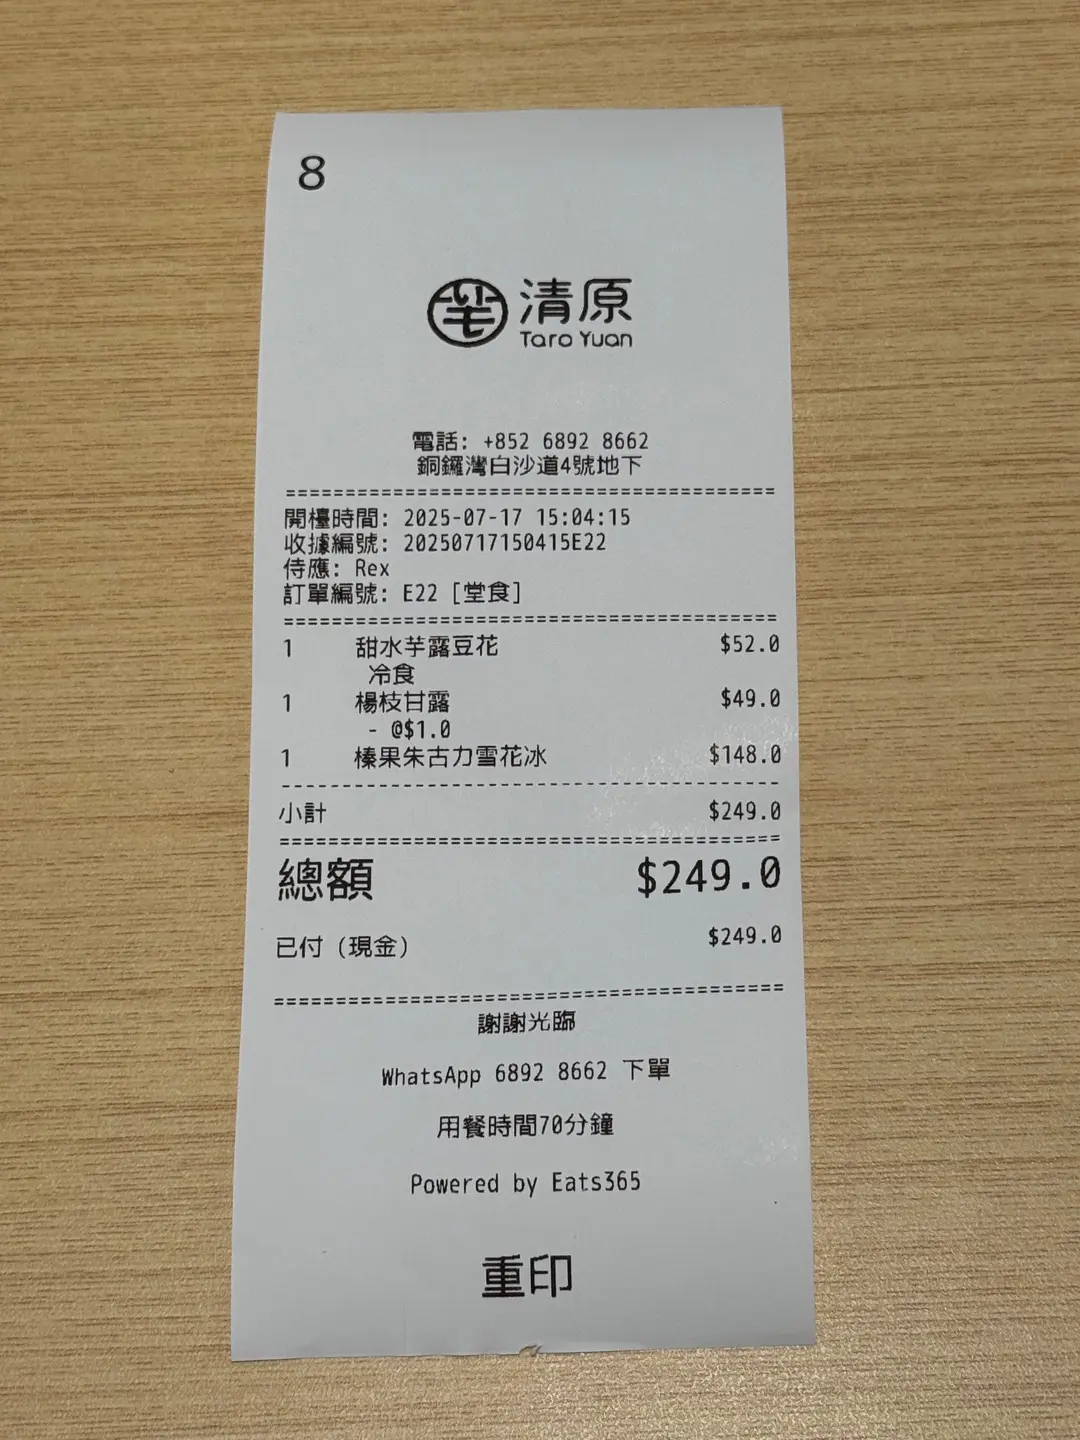 8
芋 清原
Taro Yuan
電話: +852 6892 8662
銅鑼灣白沙道4號地下
========================================
開檯時間: 2025-07-17 15:04:15
收據編號: 20250717150415E22
侍應: Rex
訂單編號: E22 [堂食]
========================================
1 甜水芋露豆花 $52.0
冷食
1 楊枝甘露 $49.0
- @$1.0
1 榛果朱古力雪花冰 $148.0
----------------------------------------
小計 $249.0
========================================
總額 $249.0
已付 (現金) $249.0
========================================
謝謝光臨
WhatsApp 6892 8662 下單
用餐時間70分鐘
Powered by Eats365
重印